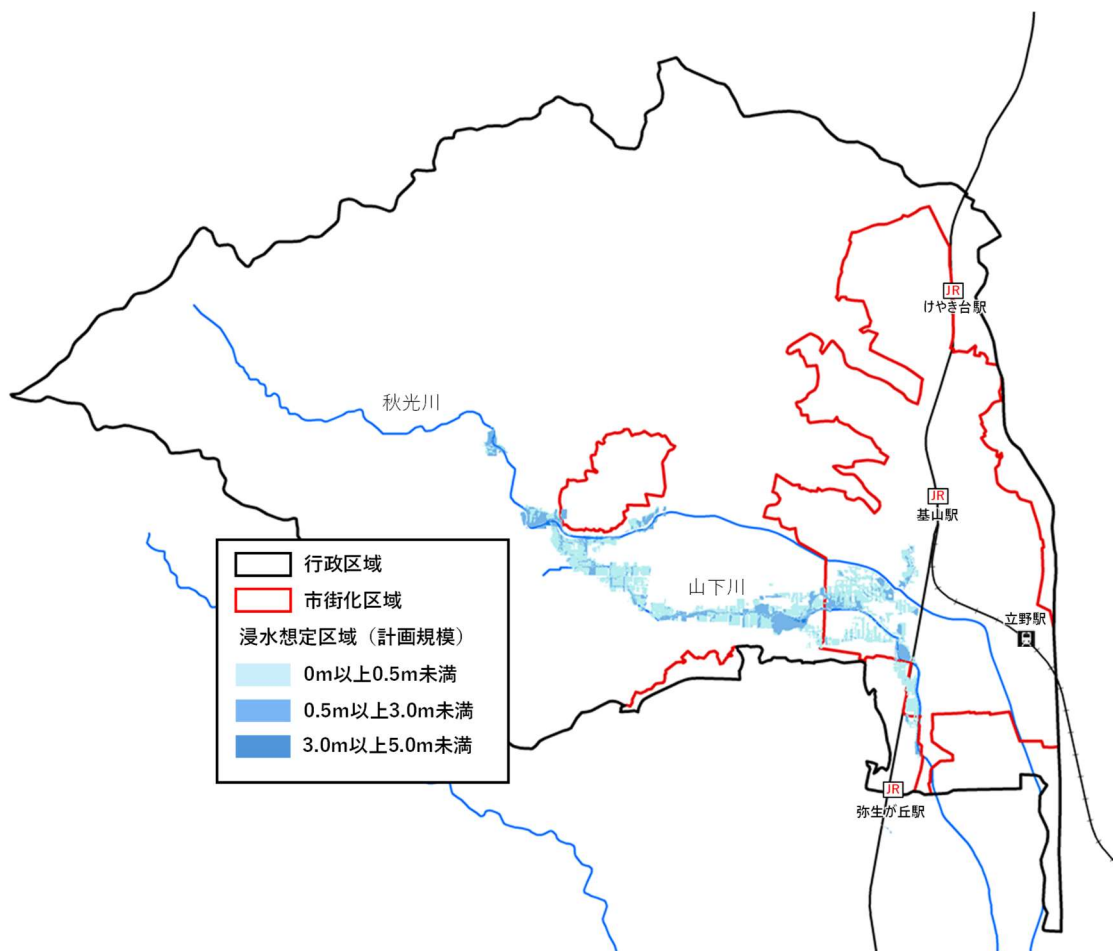 JR
けやき台駅
秋光川
JR
基山駅
行政区域
市街化区域
浸水想定区域（計画規模）
0m以上0.5m未満
0.5m以上3.0m未満
3.0m以上5.0m未満
山下川
立野駅
JR
弥生が丘駅